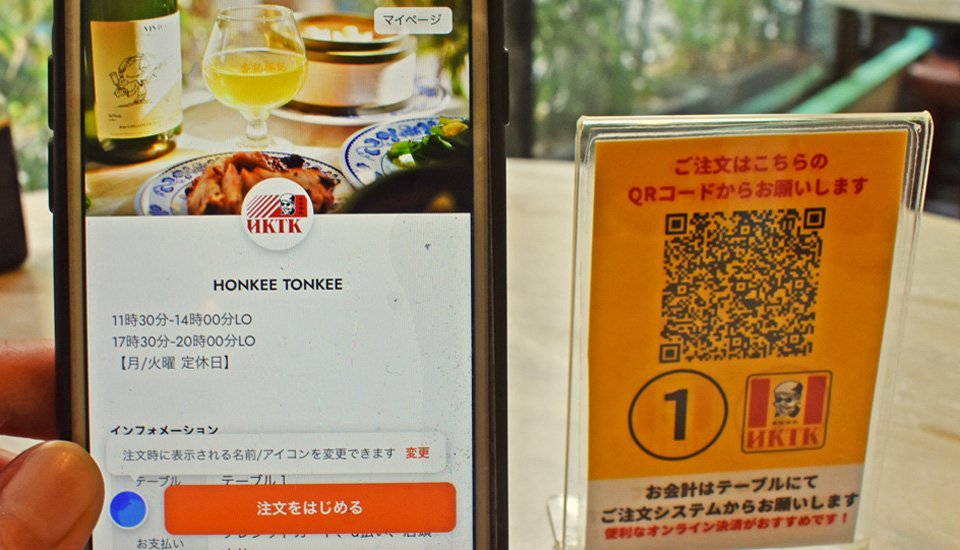 マイページ
ИKTK
HONKEE TONKEE
11時30分-14時00分LO
17時30分-20時00分LO
【月/火曜 定休日】
インフォメーション
注文時に表示される名前/アイコンを変更できます 変更
テーブル
テーブル 1
注文をはじめる
お支払い
ご注文はこちらの
QRコードからお願いします
1
ИKTK
お会計はテーブルにて
ご注文システムからお願いします
便利なオンライン決済がおすすめです！